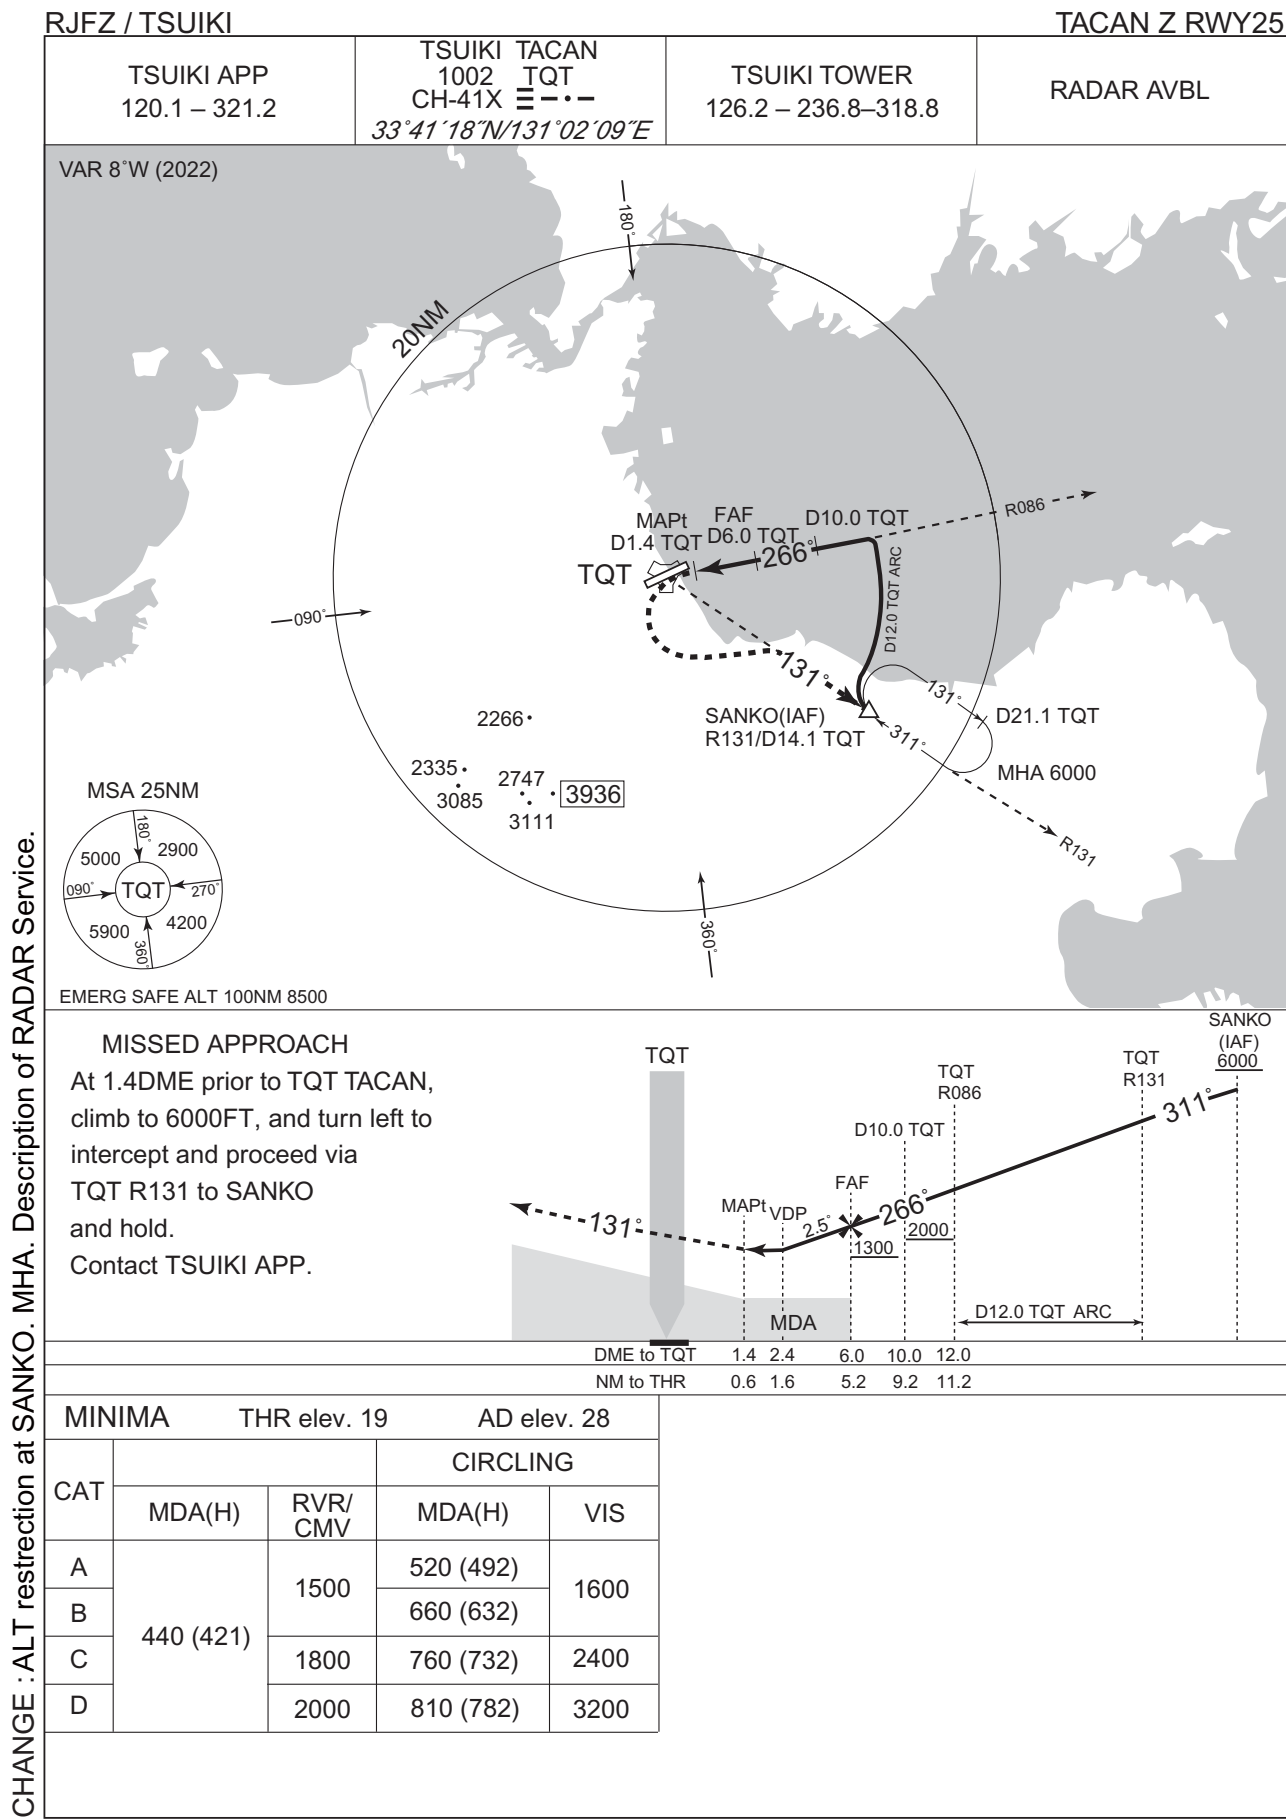 RJFZ / TSUIKI
TACAN Z RWY25
TSUIKI APP
120.1 – 321.2
TSUIKI TACAN
1002 TQT
CH-41X
33˚41´18˝N/131˚02´09˝E
TSUIKI TOWER
126.2 – 236.8–318.8
RADAR AVBL
VAR 8˚W (2022)
180˚
20NM
R086
MAPt
D1.4 TQT
FAF
D6.0 TQT
D10.0 TQT
266˚
TQT
D12.0 TQT ARC
090˚
131˚
131˚
SANKO(IAF)
R131/D14.1 TQT
D21.1 TQT
311˚
MHA 6000
R131
2266
2335
3085
2747
3936
3111
360˚
MSA 25NM
180˚
5000
2900
090˚
TQT
270˚
5900
4200
360˚
EMERG SAFE ALT 100NM 8500
MISSED APPROACH
At 1.4DME prior to TQT TACAN,
climb to 6000FT, and turn left to
intercept and proceed via
TQT R131 to SANKO
and hold.
Contact TSUIKI APP.
TQT
SANKO
(IAF)
6000
TQT
R131
TQT
R086
311˚
D10.0 TQT
FAF
MAPt
VDP
266˚
2.5˚
131˚
2000
1300
MDA
D12.0 TQT ARC
DME to TQT 1.4 2.4 6.0 10.0 12.0
NM to THR 0.6 1.6 5.2 9.2 11.2
MINIMA THR elev. 19 AD elev. 28
CAT
CIRCLING
MDA(H)
RVR/
CMV
MDA(H)
VIS
A
B
C
D
440 (421)
1500
1800
2000
520 (492)
660 (632)
760 (732)
810 (782)
1600
2400
3200
CHANGE : ALT restrection at SANKO. MHA. Description of RADAR Service.